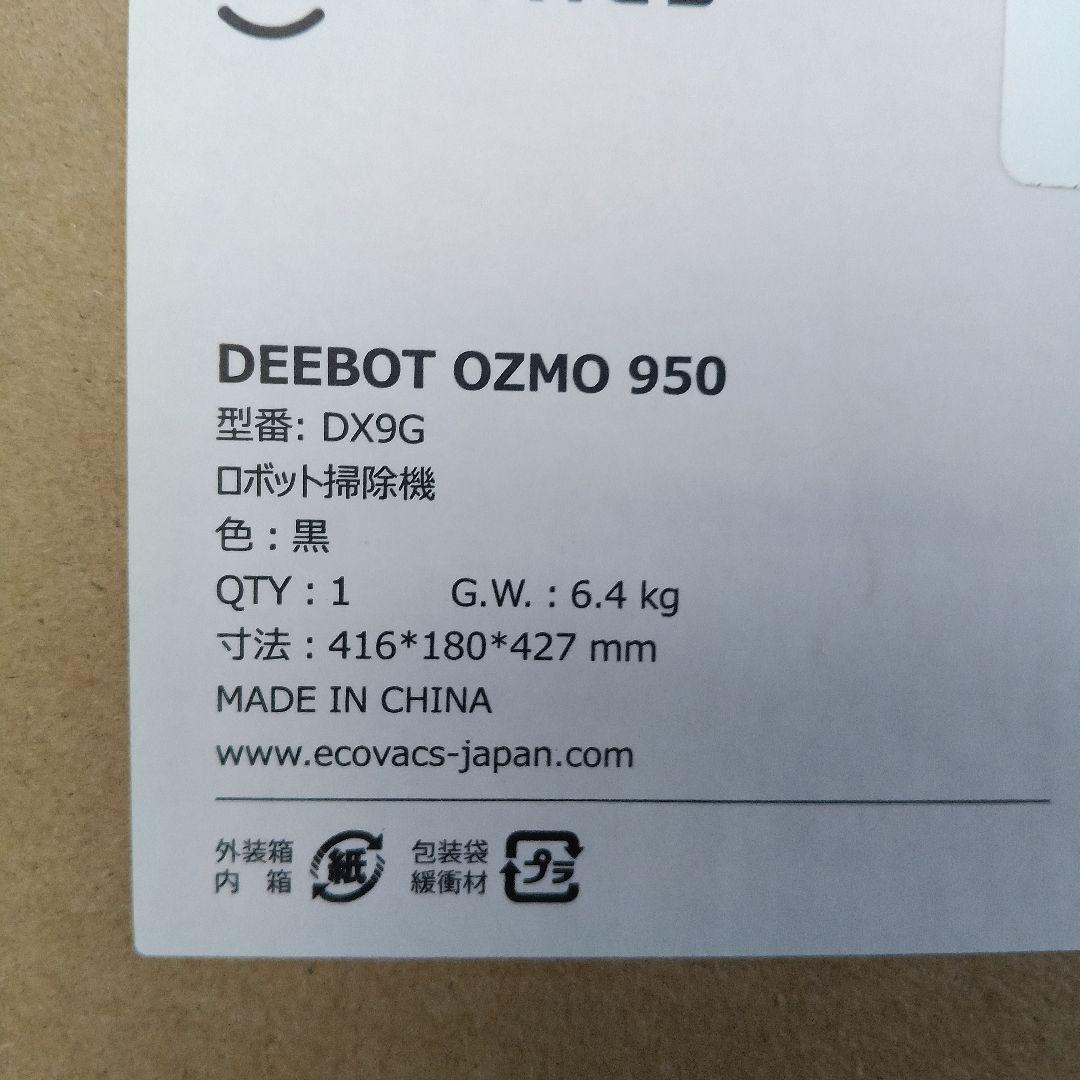 DEEBOT OZMO 950
型番: DX9G
ロボット掃除機
色：黒
QTY：1 G.W.：6.4 kg
寸法：416*180*427 mm
MADE IN CHINA
www.ecovacs-japan.com
外装箱 紙 包装袋 プラ
内 箱 緩衝材